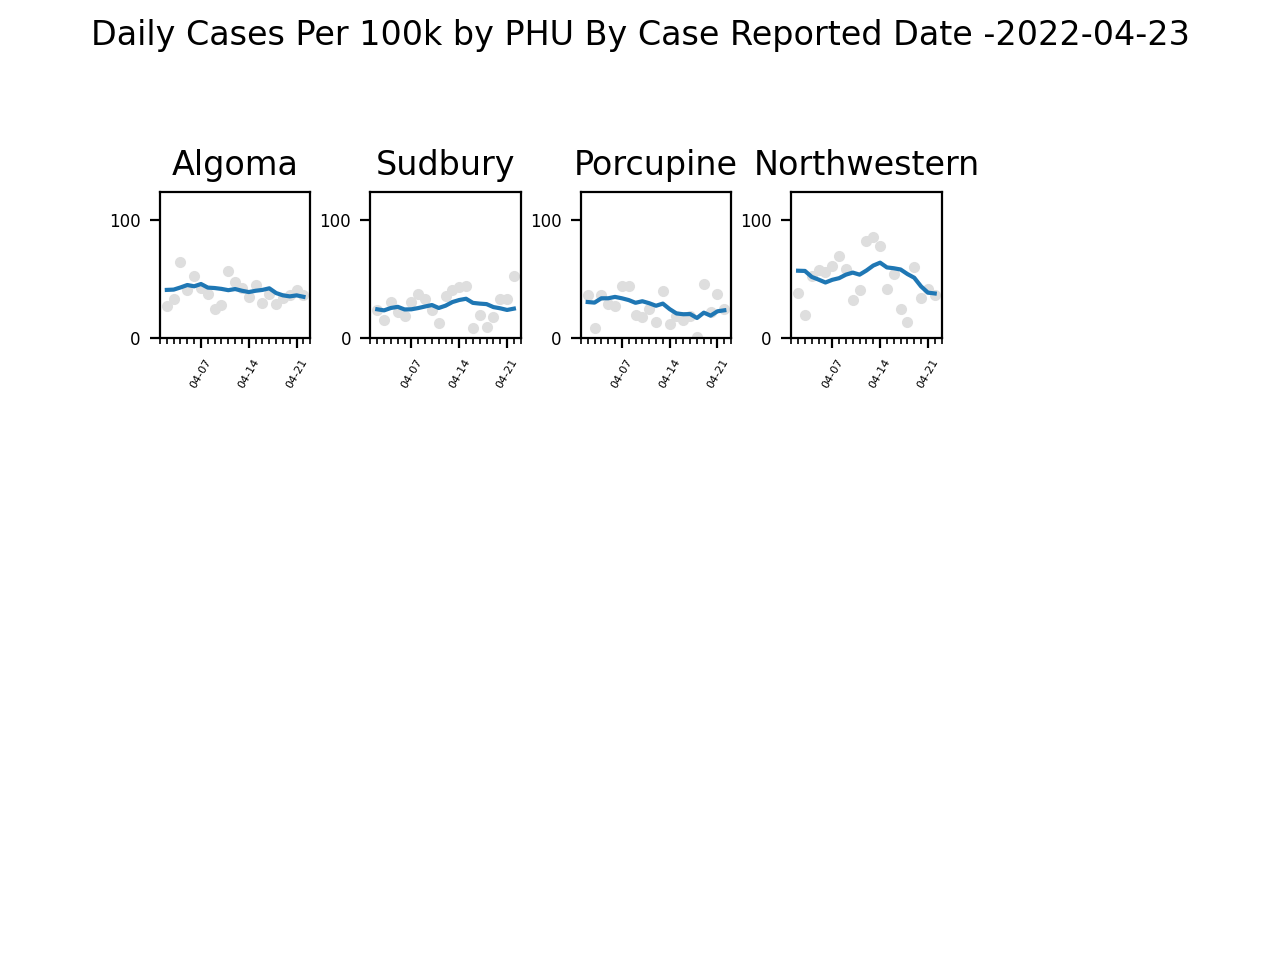 Daily Cases Per 100k by PHU By Case Reported Date -2022-04-23
Algoma Sudbury Porcupine Northwestern
100 100 100 100
0 0 0 0
04-07 04-14 04-21 04-07 04-14 04-21 04-07 04-14 04-21 04-07 04-14 04-21